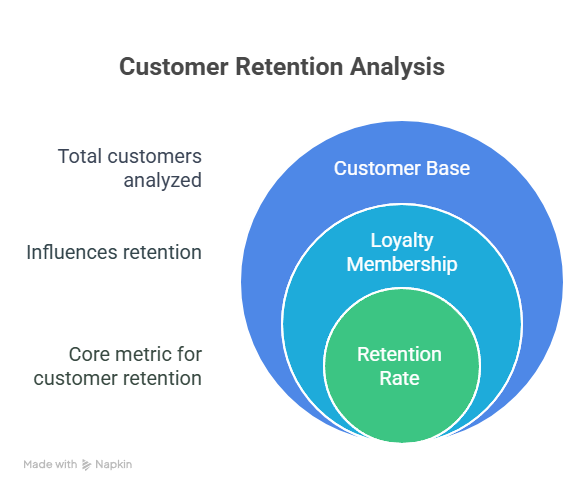 Customer Retention Analysis
Total customers
analyzed
Customer Base
Influences retention
Loyalty
Membership
Core metric for
customer retention
Retention
Rate
Made with Napkin